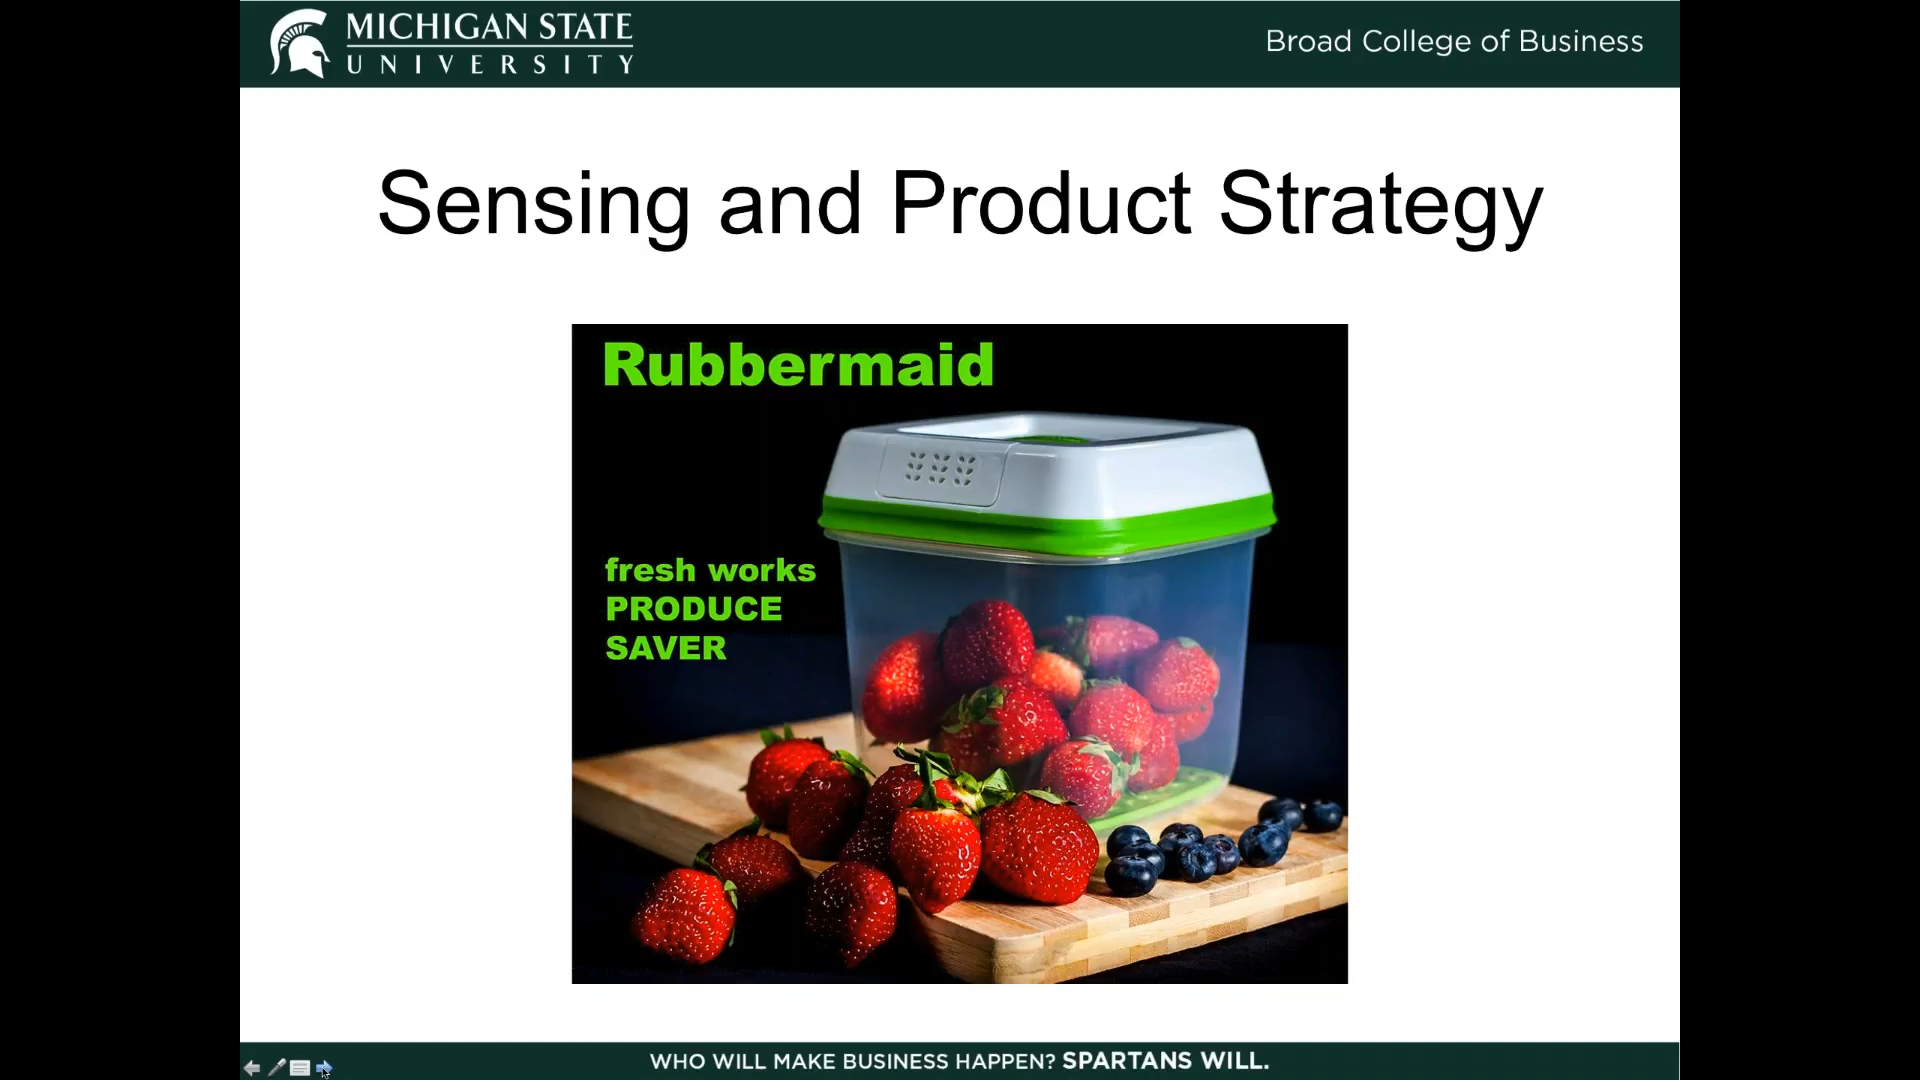 MICHIGAN STATE
UNIVERSITY
Broad College of Business
Sensing and Product Strategy
Rubbermaid
fresh works
PRODUCE
SAVER
WHO WILL MAKE BUSINESS HAPPEN? SPARTANS WILL.